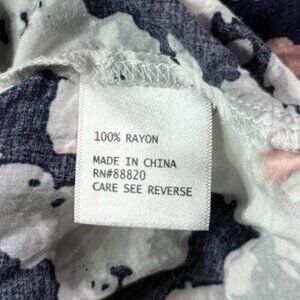 100% RAYON
MADE IN CHINA
RN#88820
CARE SEE REVERSE